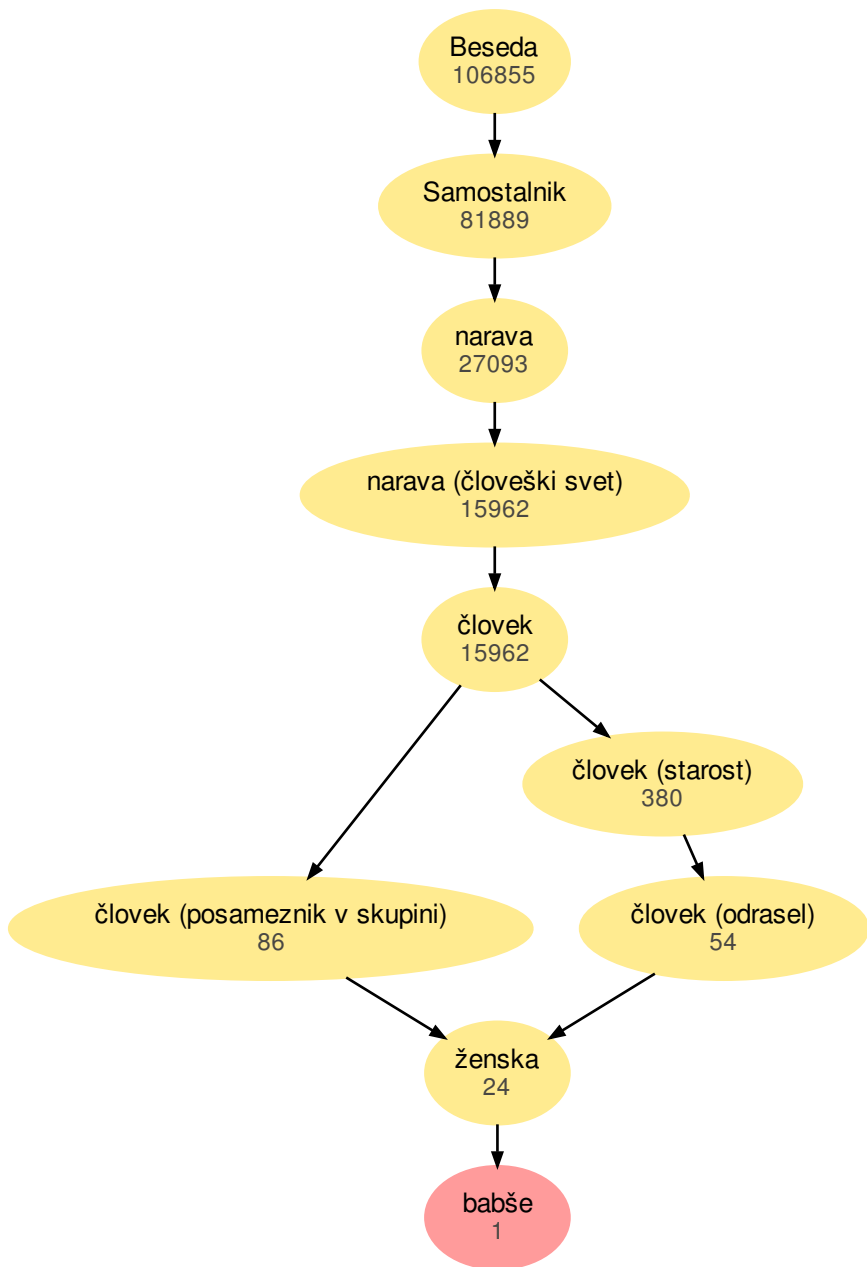 Beseda
106855
Samostalnik
81889
narava
27093
narava (človeški svet)
15962
človek
15962
človek (starost)
380
človek (posameznik v skupini)
86
človek (odrasel)
54
ženska
24
babše
1